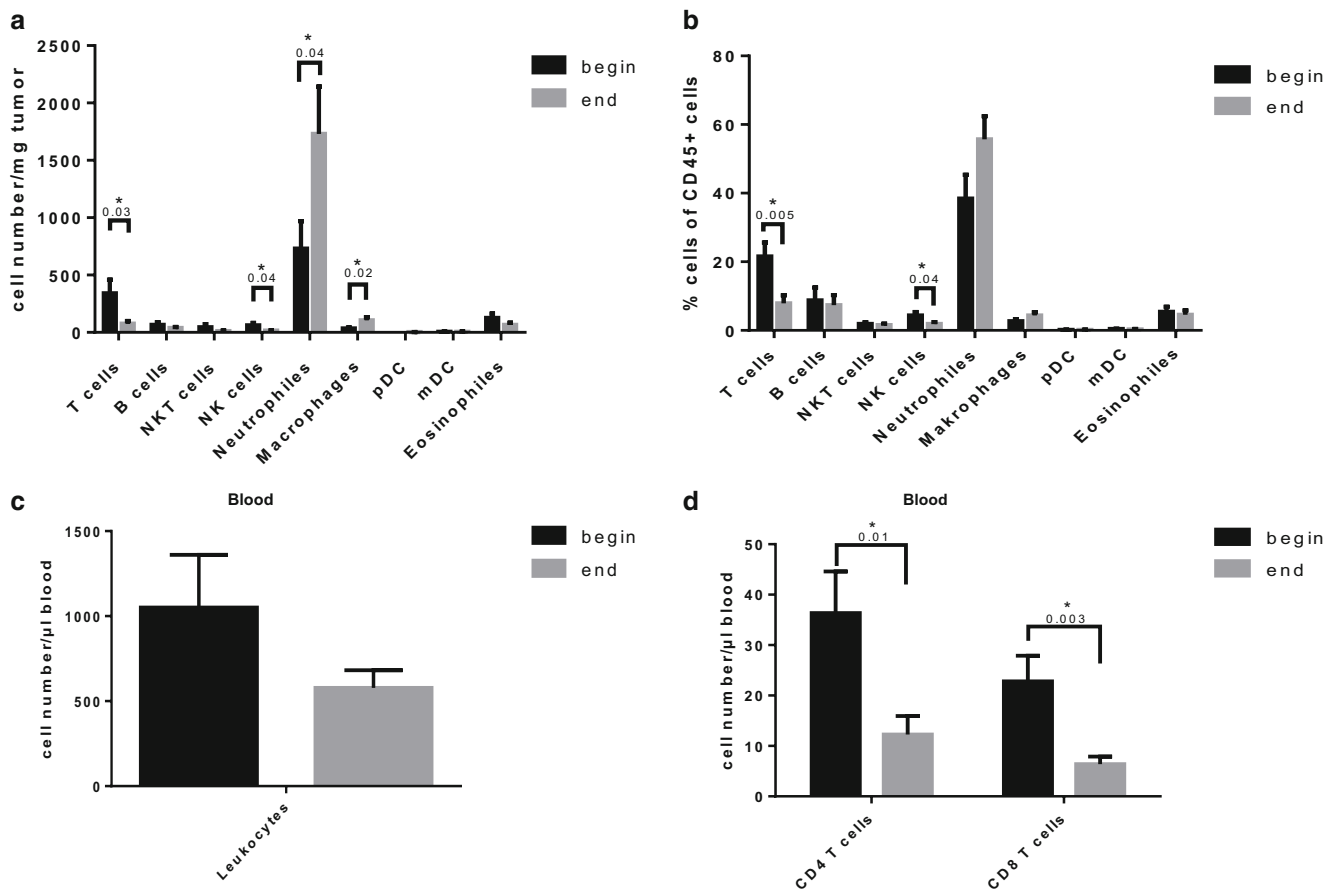 a
cell number/mg tumor
2500
2000
1500
1000
500
0
*
0.03
*
0.04
*
0.04
*
0.02
begin
end
T cells
B cells
NKT cells
NK cells
Neutrophiles
Macrophages
pDC
mDC
Eosinophiles
b
% cells of CD45+ cells
80
60
40
20
0
*
0.005
*
0.04
begin
end
T cells
B cells
NKT cells
NK cells
Neutrophiles
Makrophages
pDC
mDC
Eosinophiles
c
Blood
cell number/µl blood
1500
1000
500
0
begin
end
Leukocytes
d
Blood
cell number/µl blood
50
40
30
20
10
0
*
0.01
*
0.003
begin
end
CD4 T cells
CD8 T cells